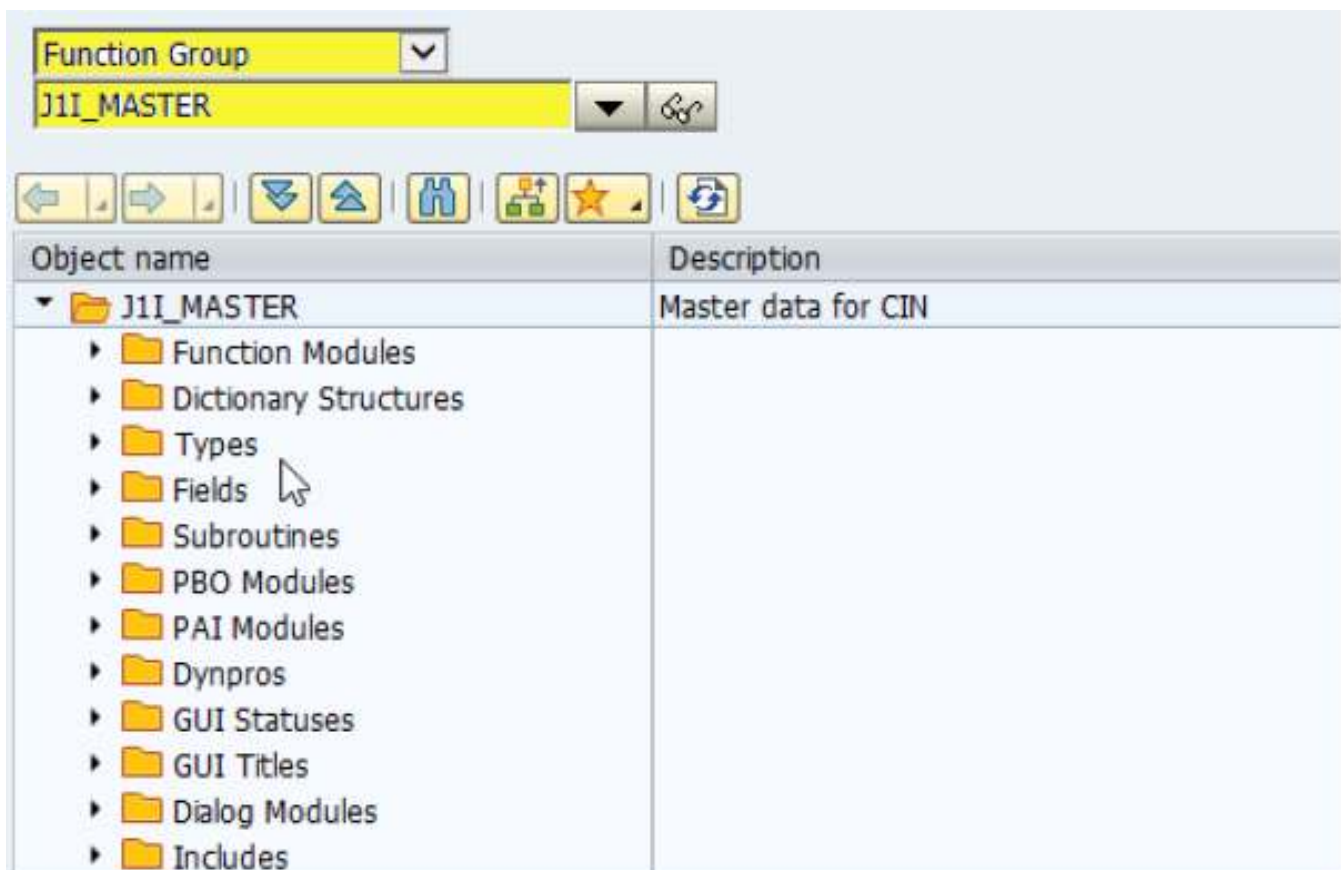 Function Group
J1I_MASTER
Object name Description
J1I_MASTER Master data for CIN
Function Modules
Dictionary Structures
Types
Fields
Subroutines
PBO Modules
PAI Modules
Dynpros
GUI Statuses
GUI Titles
Dialog Modules
Includes